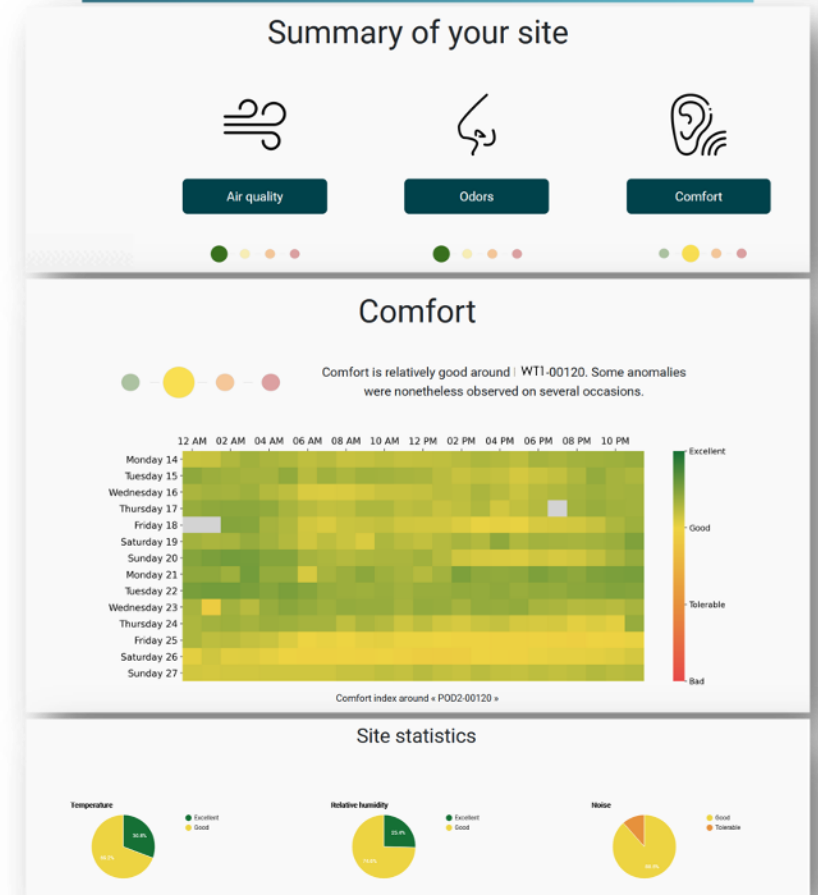 Summary of your site
Air quality
Odors
Comfort
Comfort
Comfort is relatively good around WT1-00120. Some anomalies
were nonetheless observed on several occasions.
12 AM 02 AM 04 AM 06 AM 08 AM 10 AM 12 PM 02 PM 04 PM 06 PM 08 PM 10 PM
Monday 14
Tuesday 15
Wednesday 16
Thursday 17
Friday 18
Saturday 19
Sunday 20
Monday 21
Tuesday 22
Wednesday 23
Thursday 24
Friday 25
Saturday 26
Sunday 27
Excellent
Good
Tolerable
Bad
Comfort index around « POD2-00120 »
Site statistics
Temperature
Excellent
Good
Relative humidity
Excellent
Good
Noise
Good
Tolerable